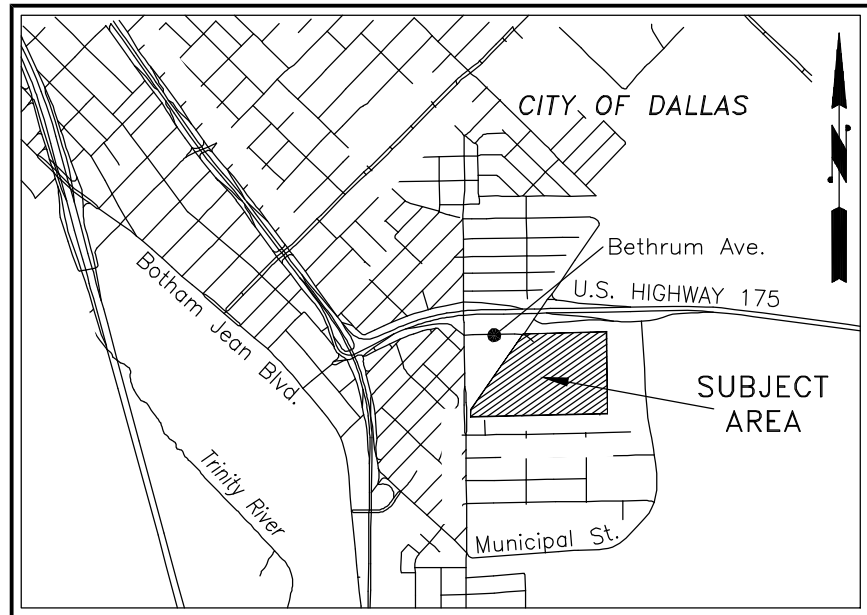 CITY OF DALLAS
N
Bethrum Ave.
U.S. HIGHWAY 175
Botham Jean Blvd.
SUBJECT
AREA
Trinity River
Municipal St.